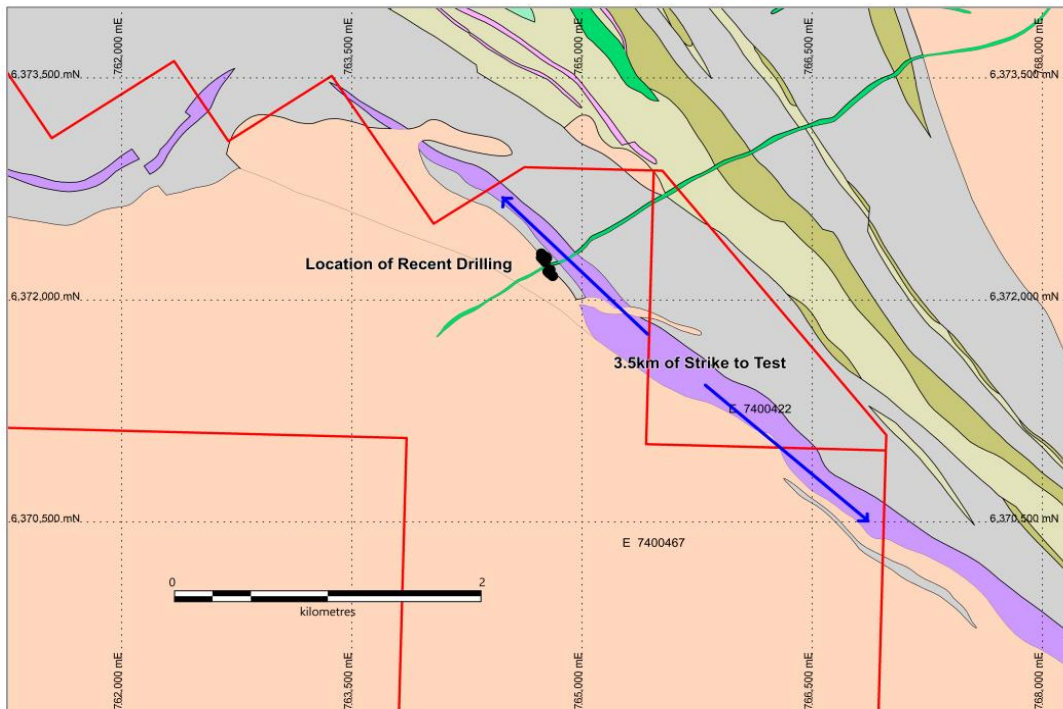 762,000 mE
763,500 mE
765,000 mE
766,500 mE
768,000 mE
6,373,500 mN
6,373,500 mN
Location of Recent Drilling
6,372,000 mN
6,372,000 mN
3.5km of Strike to Test
E 7400422
6,370,500 mN
6,370,500 mN
E 7400467
0
2
kilometres
762,000 mE
763,500 mE
765,000 mE
766,500 mE
768,000 mE